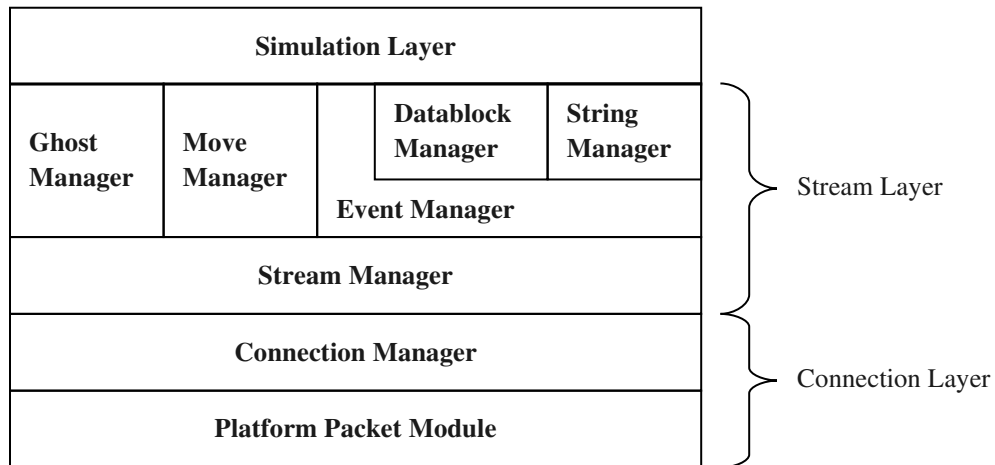 Simulation Layer
Ghost
Manager
Move
Manager
Datablock
Manager
String
Manager
Event Manager
Stream Manager
Connection Manager
Platform Packet Module
Stream Layer
Connection Layer